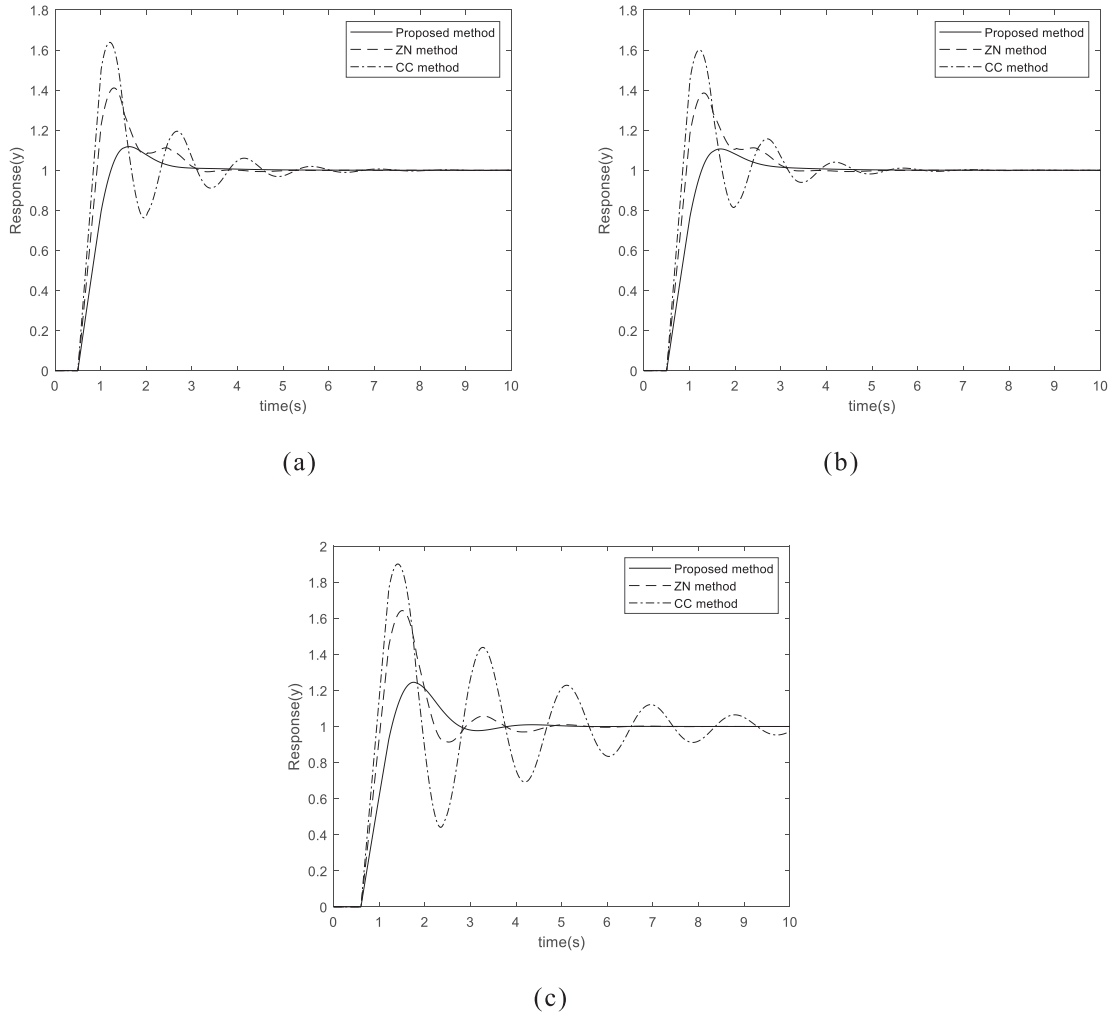 1.8
1.6
1.4
1.2
1
0.8
0.6
0.4
0.2
0
Response(y)
Proposed method
ZN method
CC method
0 1 2 3 4 5 6 7 8 9 10
time(s)
(a)
1.8
1.6
1.4
1.2
1
0.8
0.6
0.4
0.2
0
Response(y)
Proposed method
ZN method
CC method
0 1 2 3 4 5 6 7 8 9 10
time(s)
(b)
2
1.8
1.6
1.4
1.2
1
0.8
0.6
0.4
0.2
0
Response(y)
Proposed method
ZN method
CC method
0 1 2 3 4 5 6 7 8 9 10
time(s)
(c)